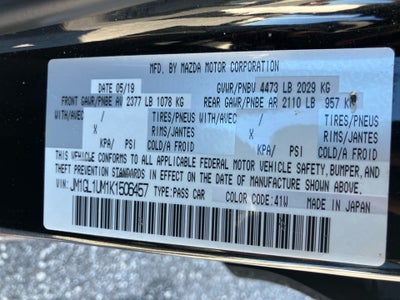 MFD. BY MAZDA MOTOR CORPORATION
DATE 05/19 GVWR/PNBV 4473 LB 2029 KG
FRONT GAWR/PNBE AV 2377 LB 1078 KG REAR GAWR/PNBE AR 2110 LB 957 KG
WITH/AVEC / TIRES/PNEUS WITH/AVEC / TIRES/PNEUS
X RIMS/JANTES X RIMS/JANTES
KPA/ PSI KPA/ PSI
THIS VEHICLE CONFORMS TO ALL APPLICABLE FEDERAL MOTOR VEHICLE SAFETY, BUMPER, AND
THEFT PREVENTION STANDARDS IN EFFECT ON THE DATE OF MANUFACTURE SHOWN ABOVE.
JM1GL1UM1K1506457 TYPE:PASS CAR COLOR CODE:41W MADE IN JAPAN